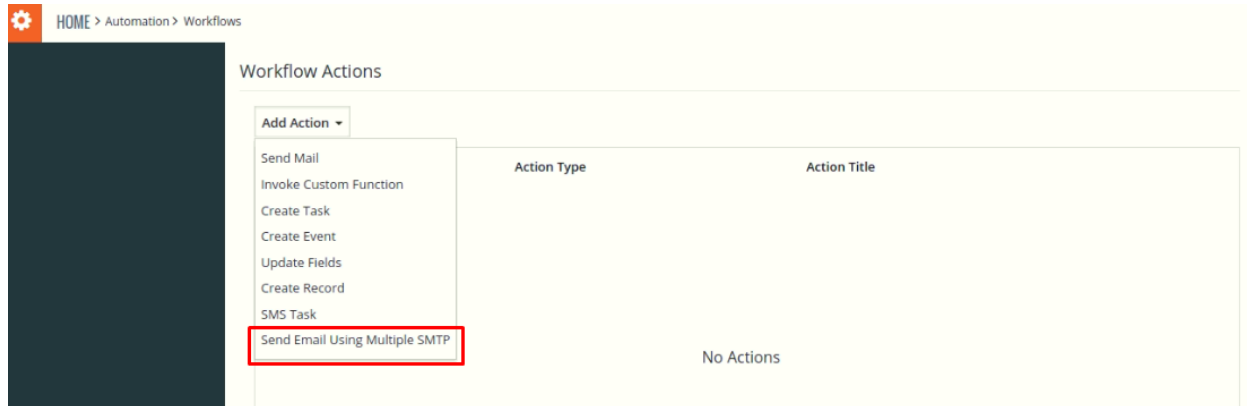 HOME > Automation > Workflows
Workflow Actions
Add Action
Send Mail
Invoke Custom Function
Create Task
Create Event
Update Fields
Create Record
SMS Task
Send Email Using Multiple SMTP
Action Type
Action Title
No Actions